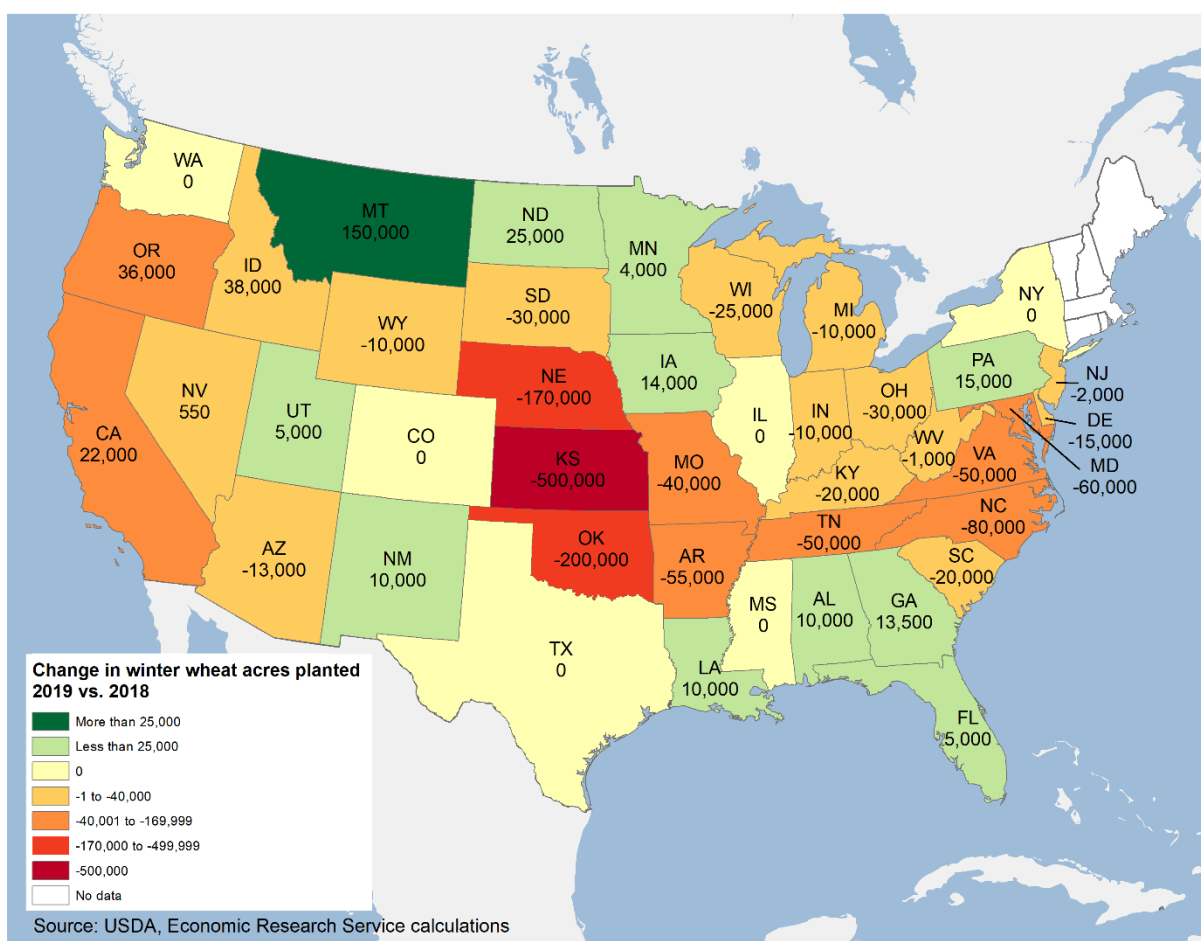 WA
0
MT
150,000
ND
25,000
MN
4,000
OR
36,000
ID
38,000
WY
-10,000
SD
-30,000
WI
-25,000
MI
-10,000
NY
0
NV
550
UT
5,000
CO
0
NE
-170,000
IA
14,000
IL
0
IN
-10,000
OH
-30,000
PA
15,000
NJ
-2,000
DE
-15,000
MD
-60,000
CA
22,000
KS
-500,000
MO
-40,000
KY
-20,000
WV
-1,000
VA
-50,000
AZ
-13,000
NM
10,000
OK
-200,000
AR
-55,000
TN
-50,000
NC
-80,000
SC
-20,000
TX
0
LA
10,000
MS
0
AL
10,000
GA
13,500
FL
5,000
Change in winter wheat acres planted
2019 vs. 2018
More than 25,000
Less than 25,000
0
-1 to -40,000
-40,001 to -169,999
-170,000 to -499,999
-500,000
No data
Source: USDA, Economic Research Service calculations